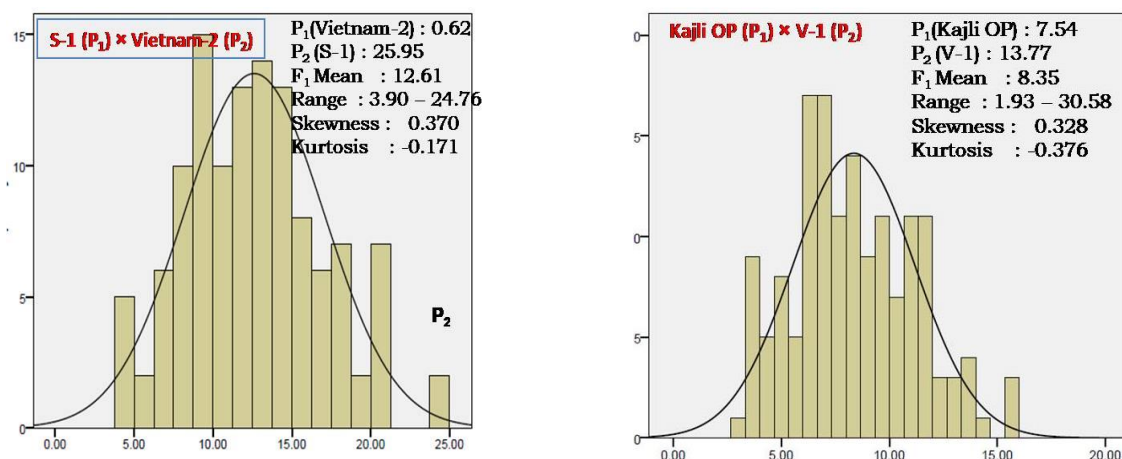 S-1 (P₁) × Vietnam-2 (P₂)
P₁(Vietnam-2) : 0.62
P₂ (S-1) : 25.95
F₁ Mean : 12.61
Range : 3.90 – 24.76
Skewness : 0.370
Kurtosis : -0.171
15
10
5
0
P₂
0.00 5.00 10.00 15.00 20.00 25.00
Kajli OP (P₁) × V-1 (P₂)
P₁(Kajli OP) : 7.54
P₂ (V-1) : 13.77
F₁ Mean : 8.35
Range : 1.93 – 30.58
Skewness : 0.328
Kurtosis : -0.376
0
5
0
5
0
0.00 5.00 10.00 15.00 20.00